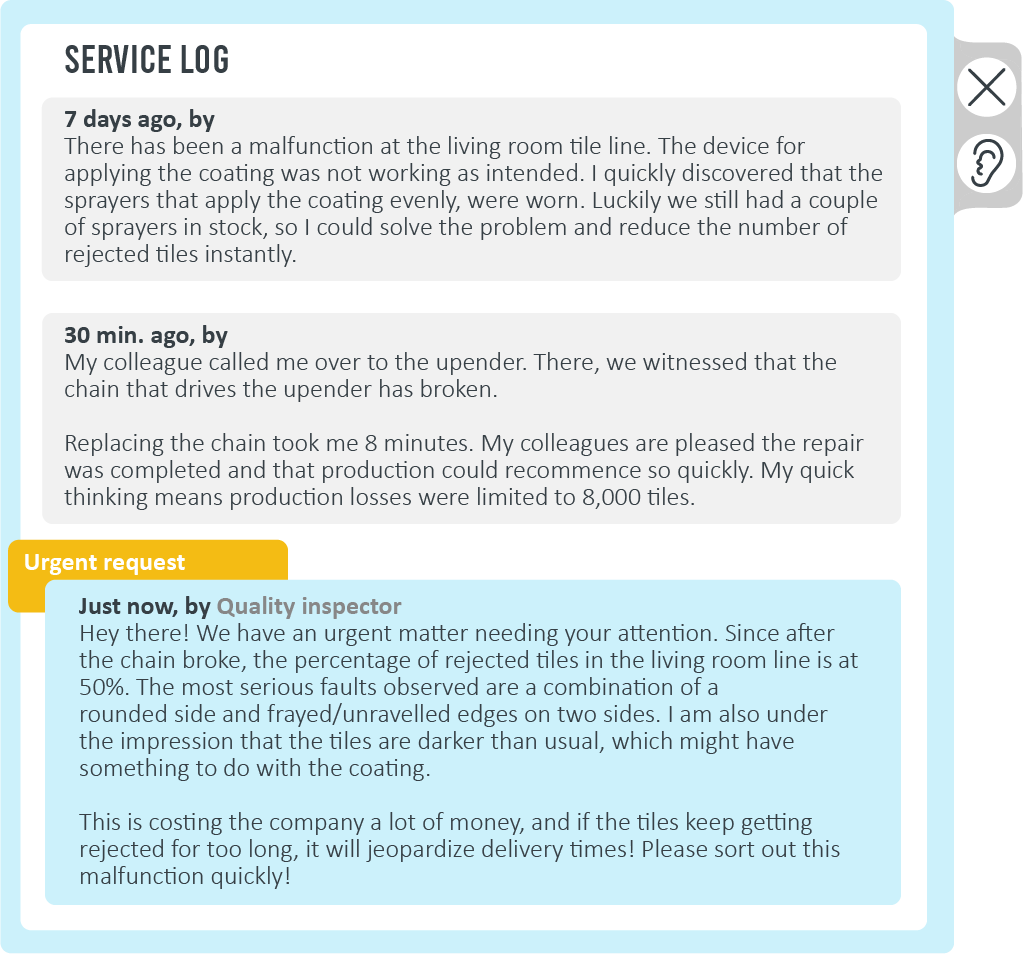 SERVICE LOG
7 days ago, by
There has been a malfunction at the living room tile line. The device for
applying the coating was not working as intended. I quickly discovered that the
sprayers that apply the coating evenly, were worn. Luckily we still had a couple
of sprayers in stock, so I could solve the problem and reduce the number of
rejected tiles instantly.
30 min. ago, by
My colleague called me over to the upender. There, we witnessed that the
chain that drives the upender has broken.
Replacing the chain took me 8 minutes. My colleagues are pleased the repair
was completed and that production could recommence so quickly. My quick
thinking means production losses were limited to 8,000 tiles.
Urgent request
Just now, by Quality inspector
Hey there! We have an urgent matter needing your attention. Since after
the chain broke, the percentage of rejected tiles in the living room line is at
50%. The most serious faults observed are a combination of a
rounded side and frayed/unravelled edges on two sides. I am also under
the impression that the tiles are darker than usual, which might have
something to do with the coating.
This is costing the company a lot of money, and if the tiles keep getting
rejected for too long, it will jeopardize delivery times! Please sort out this
malfunction quickly!